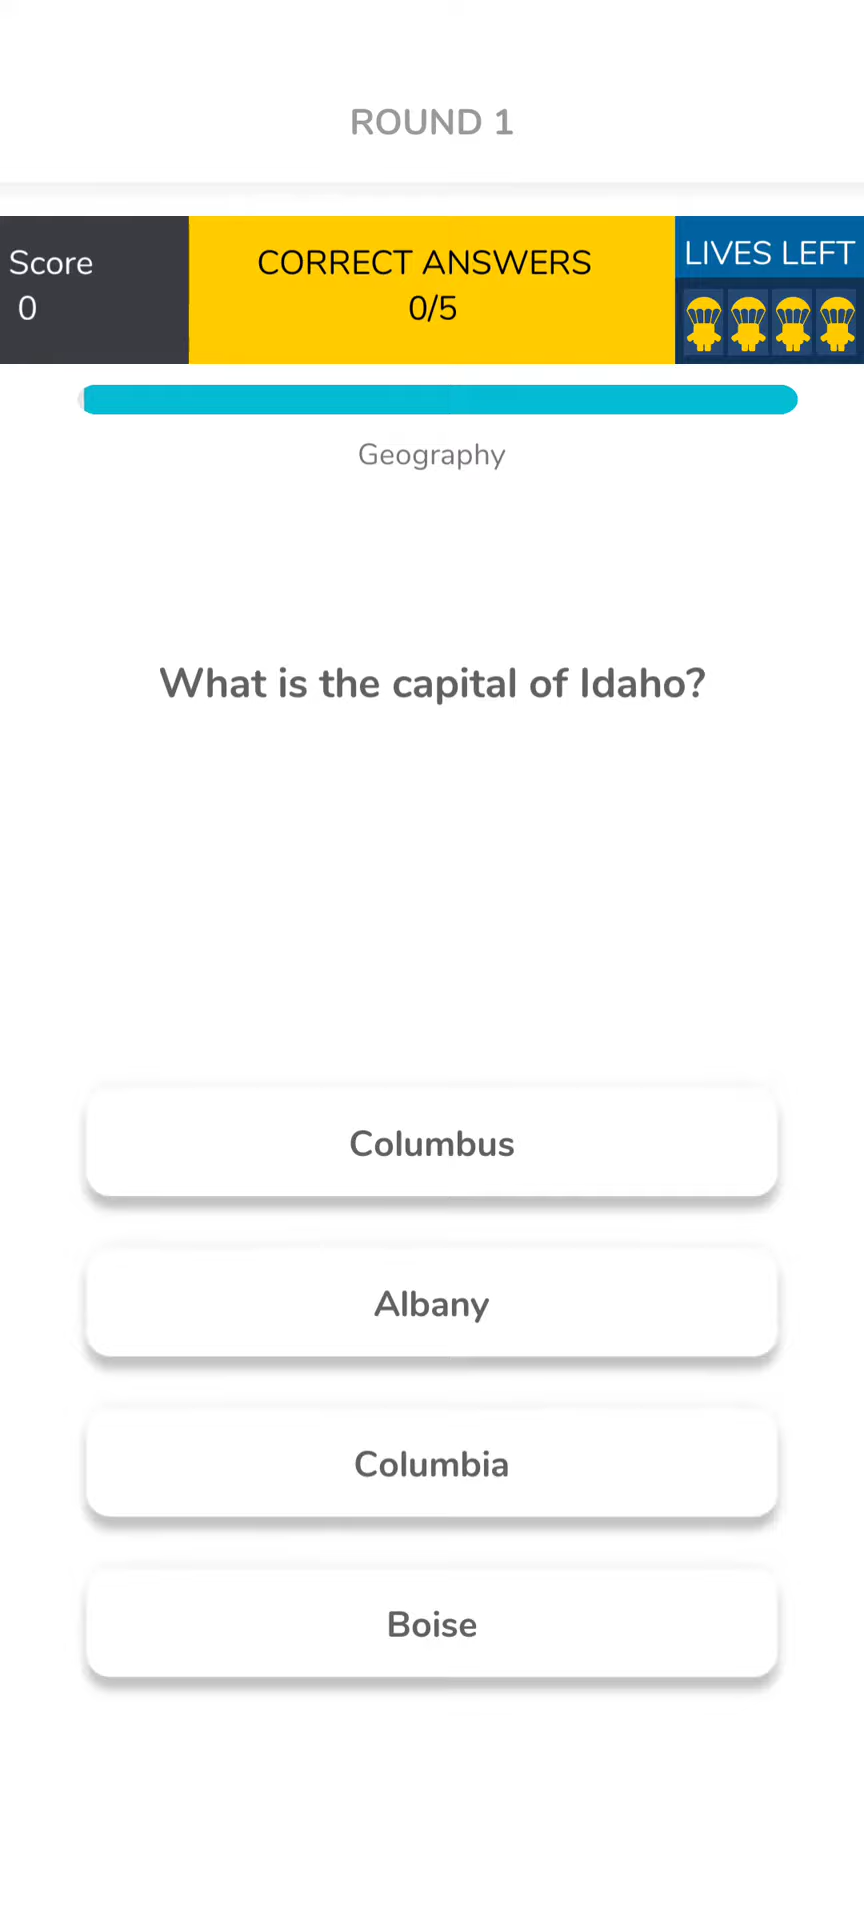 ROUND 1
Score
0
CORRECT ANSWERS
0/5
LIVES LEFT
Geography
What is the capital of Idaho?
Columbus
Albany
Columbia
Boise